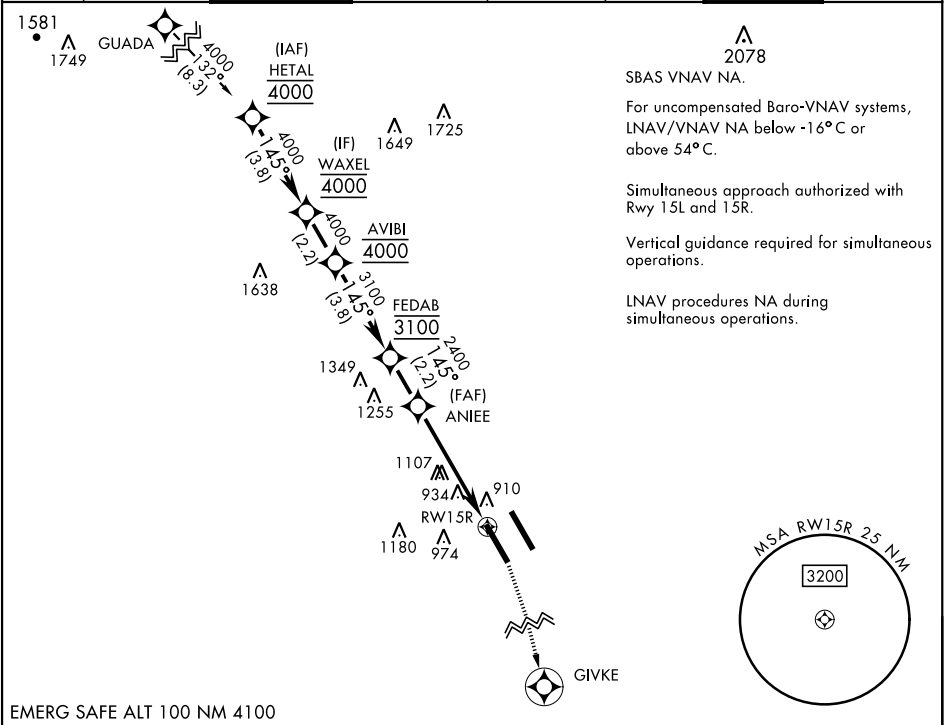 1581
1749
GUADA
4000
132°
(8.3)
(IAF)
HETAL
4000
4000
145°
(3.8)
(IF)
WAXEL
4000
1649
1725
2078
SBAS VNAV NA.
For uncompensated Baro-VNAV systems,
LNAV/VNAV NA below -16°C or
above 54°C.
Simultaneous approach authorized with
Rwy 15L and 15R.
Vertical guidance required for simultaneous
operations.
LNAV procedures NA during
simultaneous operations.
4000
(2.2)
AVIBI
4000
1638
3100
145°
(3.8)
FEDAB
3100
2400
145°
(2.2)
1349
1255
(FAF)
ANIEE
1107
934
910
RW15R
1180
974
MSA RW15R 25 NM
3200
GIVKE
EMERG SAFE ALT 100 NM 4100